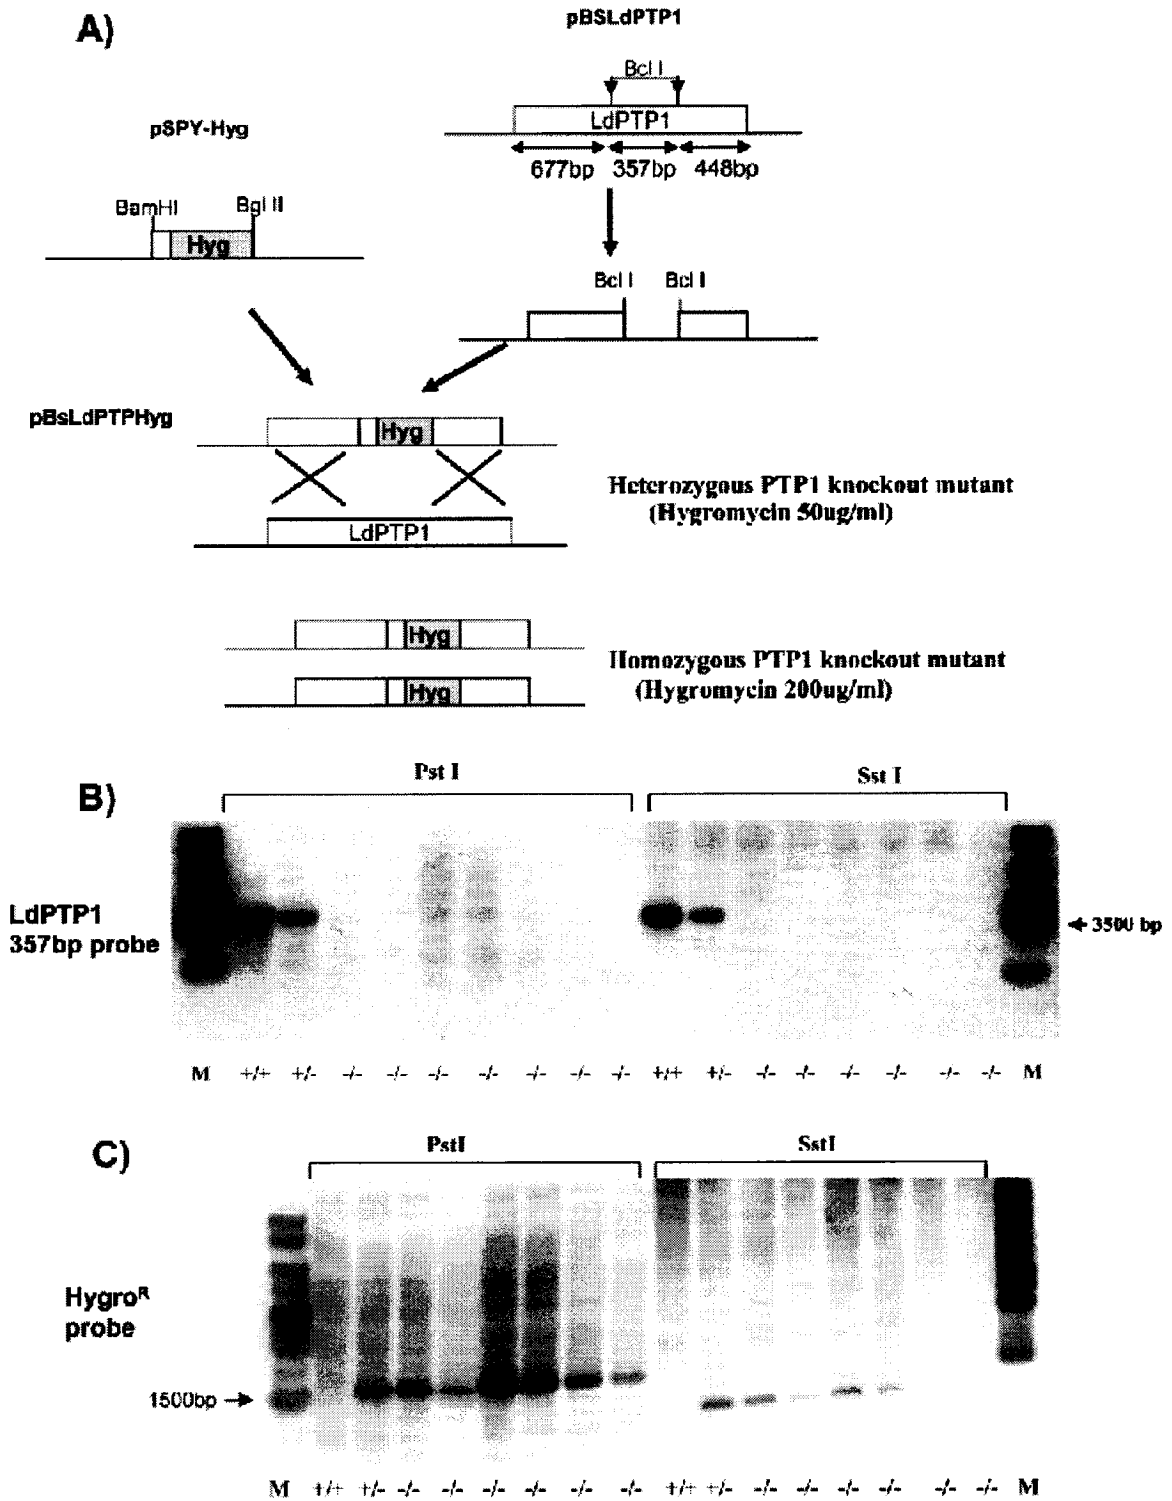 A)
pBSLdPTP1
Bcl I
LdPTP1
677bp 357bp 448bp
pSPY-Hyg
BamHI Bgl II
Hyg
Bcl I Bcl I
pBsLdPTPHyg
Hyg
LdPTP1
Heterozygous PTP1 knockout mutant
(Hygromycin 50ug/ml)
Hyg
Hyg
Homozygous PTP1 knockout mutant
(Hygromycin 200ug/ml)
B)
Pst I Sst I
LdPTP1
357bp probe
3500 bp
M +/+ +/- -/- -/- -/- -/- -/- -/- -/- +/+ +/- -/- -/- -/- -/- -/- -/- M
C)
PstI SstI
HygroR
probe
1500bp
M +/+ +/- -/- -/- -/- -/- -/- -/- +/+ +/- -/- -/- -/- -/- -/- -/- M